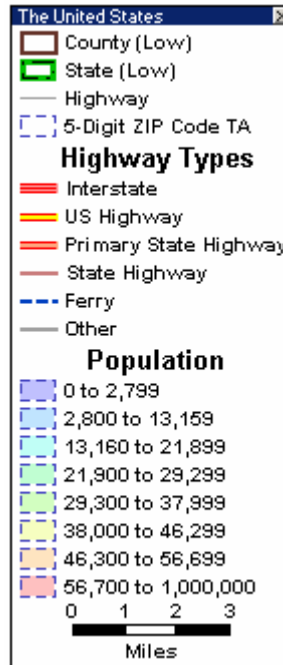 The United States
County (Low)
State (Low)
Highway
5-Digit ZIP Code TA
Highway Types
Interstate
US Highway
Primary State Highway
State Highway
Ferry
Other
Population
0 to 2,799
2,800 to 13,159
13,160 to 21,899
21,900 to 29,299
29,300 to 37,999
38,000 to 46,299
46,300 to 56,699
56,700 to 1,000,000
0 1 2 3
Miles